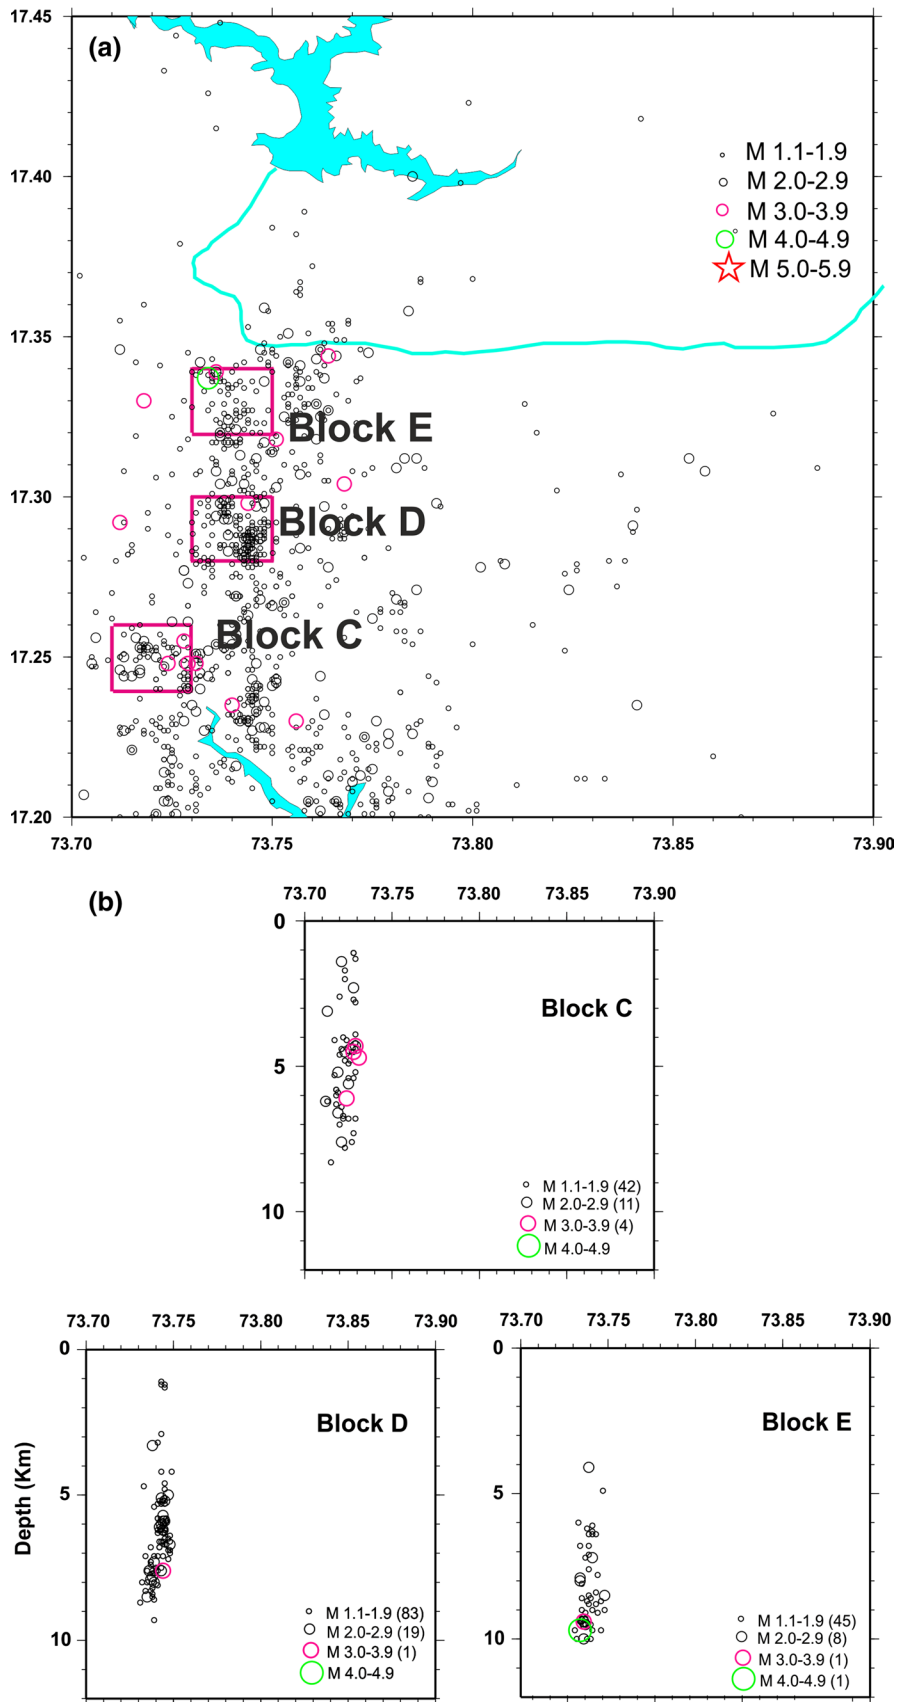 (a)
17.45
17.40
17.35
17.30
17.25
17.20
M 1.1-1.9
M 2.0-2.9
M 3.0-3.9
M 4.0-4.9
M 5.0-5.9
Block E
Block D
Block C
73.70 73.75 73.80 73.85 73.90
(b)
73.70 73.75 73.80 73.85 73.90
0
5
10
Block C
M 1.1-1.9 (42)
M 2.0-2.9 (11)
M 3.0-3.9 (4)
M 4.0-4.9
73.70 73.75 73.80 73.85 73.90
0
5
10
Depth (Km)
Block D
M 1.1-1.9 (83)
M 2.0-2.9 (19)
M 3.0-3.9 (1)
M 4.0-4.9
73.70 73.75 73.80 73.85 73.90
0
5
10
Block E
M 1.1-1.9 (45)
M 2.0-2.9 (8)
M 3.0-3.9 (1)
M 4.0-4.9 (1)